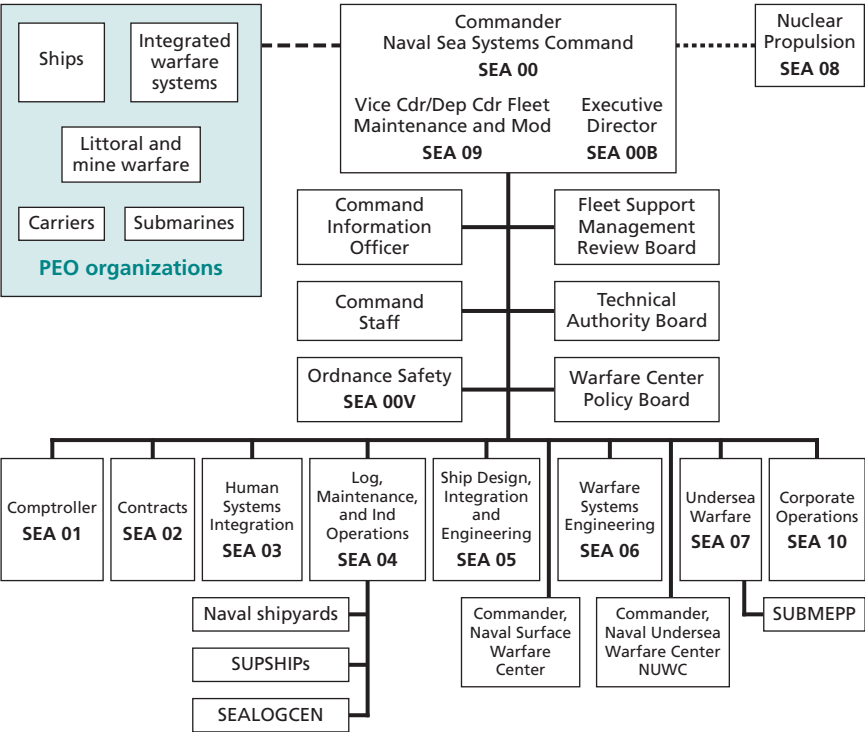 Ships
Integrated
warfare
systems
Littoral and
mine warfare
Carriers
Submarines
PEO organizations
Commander
Naval Sea Systems Command
SEA 00
Vice Cdr/Dep Cdr Fleet
Maintenance and Mod
SEA 09
Executive
Director
SEA 00B
Nuclear
Propulsion
SEA 08
Command
Information
Officer
Fleet Support
Management
Review Board
Command
Staff
Technical
Authority Board
Ordnance Safety
SEA 00V
Warfare Center
Policy Board
Comptroller
SEA 01
Contracts
SEA 02
Human
Systems
Integration
SEA 03
Log,
Maintenance,
and Ind
Operations
SEA 04
Ship Design,
Integration
and
Engineering
SEA 05
Warfare
Systems
Engineering
SEA 06
Undersea
Warfare
SEA 07
Corporate
Operations
SEA 10
Naval shipyards
SUPSHIPs
SEALOGCEN
Commander,
Naval Surface
Warfare
Center
Commander,
Naval Undersea
Warfare Center
NUWC
SUBMEPP